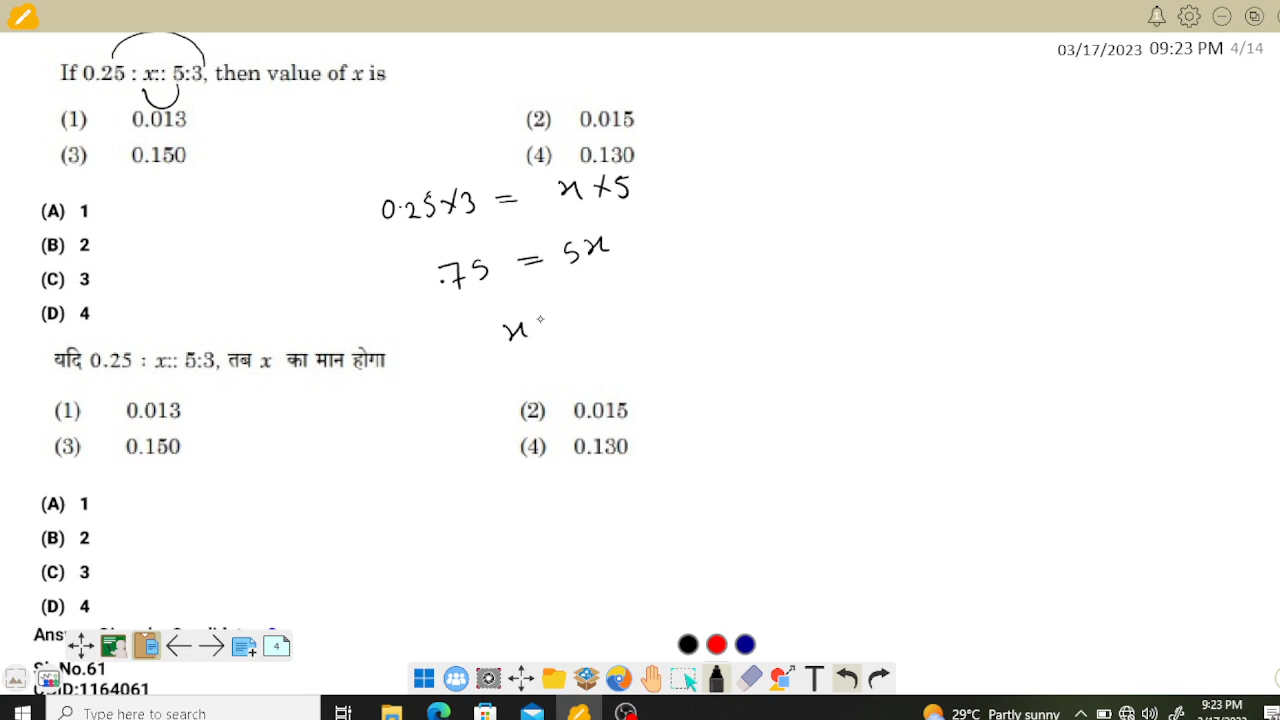 03/17/2023 09:23 PM 4/14
If 0.25 : x:: 5:3, then value of x is
(1) 0.013 (2) 0.015
(3) 0.150 (4) 0.130
0.25×3 = x×5
.75 = 5x
x
(A) 1
(B) 2
(C) 3
(D) 4
यदि 0.25 : x:: 5:3, तब x का मान होगा
(1) 0.013 (2) 0.015
(3) 0.150 (4) 0.130
(A) 1
(B) 2
(C) 3
(D) 4
4
No.61
ID:1164061
T
Type here to search
29°C Partly sunny
9:23 PM